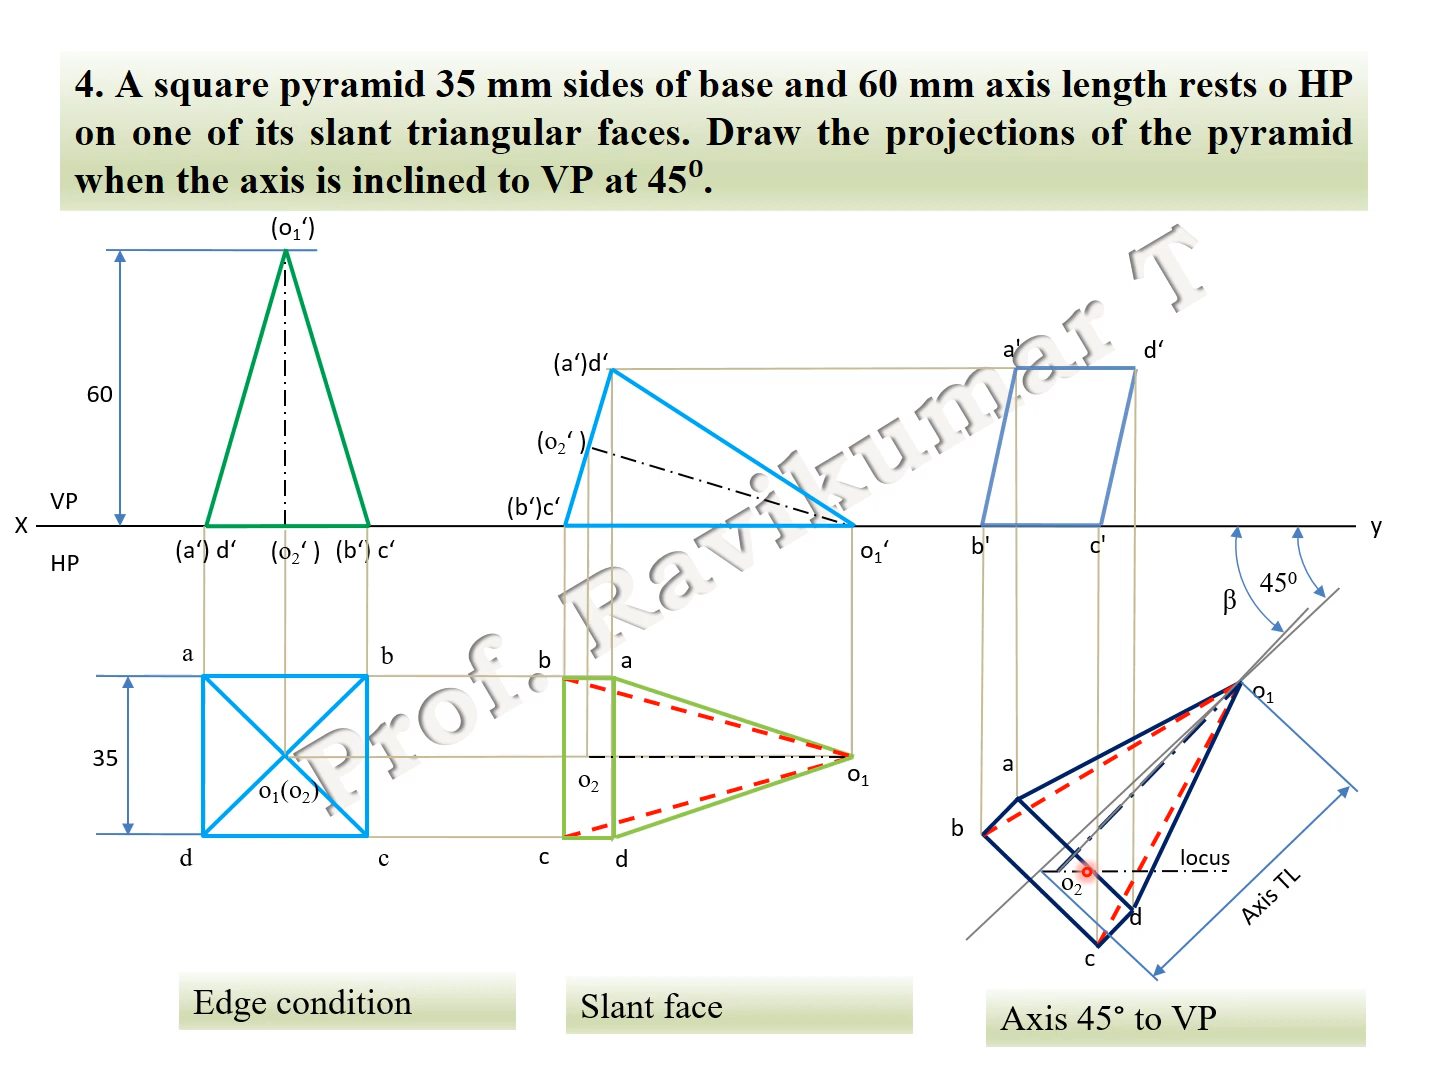 4. A square pyramid 35 mm sides of base and 60 mm axis length rests o HP
on one of its slant triangular faces. Draw the projections of the pyramid
when the axis is inclined to VP at 45⁰.
(o₁‘)
60
VP
X
HP
(a‘) d‘ (o₂‘ ) (b‘) c‘
a b
35
o₁(o₂)
d c
(a‘)d‘
(o₂‘ )
(b‘)c‘
o₁‘
b a
o₂
o₁
c d
a' d‘
b' c'
y
β
45⁰
o₁
a
b
o₂
locus
d
c
Axis TL
Prof. Ravikumar T
Edge condition
Slant face
Axis 45° to VP